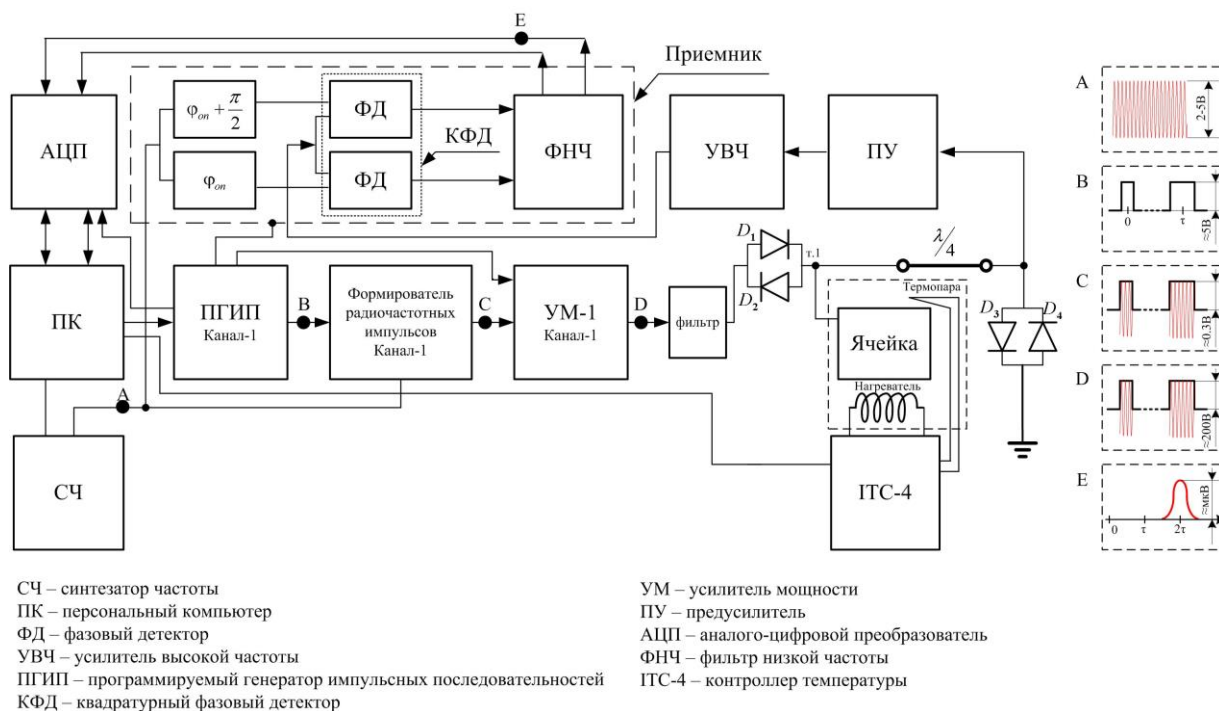 E
Приемник
φ_оп + π/2
ФД
КФД
φ_оп
ФД
ФНЧ
АЦП
УВЧ
ПУ
D₁
D₂
т.1
λ/4
D₃
D₄
ПК
ПГИП
Канал-1
B
Формирователь
радиочастотных
импульсов
Канал-1
C
УМ-1
Канал-1
D
фильтр
Термопара
Ячейка
Нагреватель
A
СЧ
ITC-4
A
2-5В
B
0
τ
≈5В
C
≈0.3В
D
≈200В
E
0
τ
2τ
≈мкВ
СЧ – синтезатор частоты
ПК – персональный компьютер
ФД – фазовый детектор
УВЧ – усилитель высокой частоты
ПГИП – программируемый генератор импульсных последовательностей
КФД – квадратурный фазовый детектор
УМ – усилитель мощности
ПУ – предусилитель
АЦП – аналого-цифровой преобразователь
ФНЧ – фильтр низкой частоты
ITC-4 – контроллер температуры